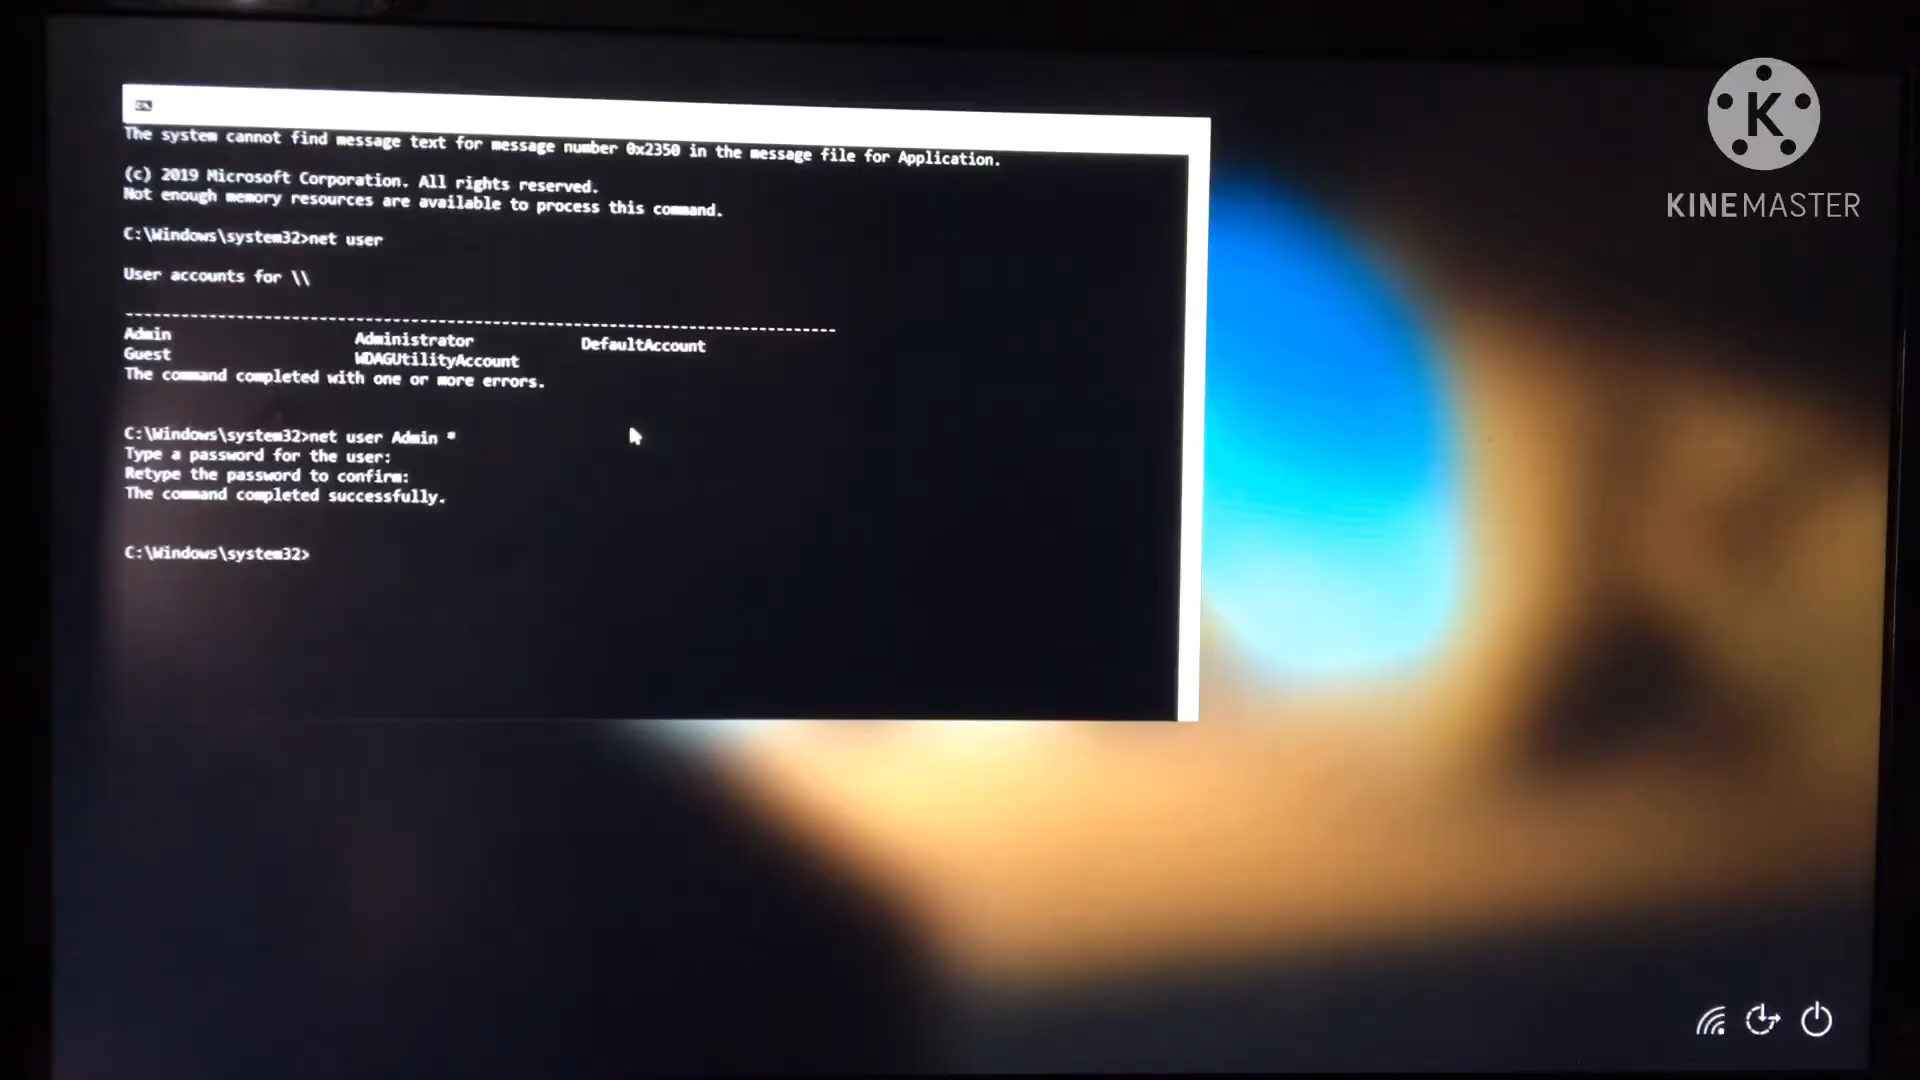 The system cannot find message text for message number 0x2350 in the message file for Application.
(c) 2019 Microsoft Corporation. All rights reserved.
Not enough memory resources are available to process this command.
C:\Windows\system32>net user
User accounts for \\
-------------------------------------------------------------------------------
Admin Administrator DefaultAccount
Guest WDAGUtilityAccount
The command completed with one or more errors.
C:\Windows\system32>net user Admin *
Type a password for the user:
Retype the password to confirm:
The command completed successfully.
C:\Windows\system32>
K
KINEMASTER